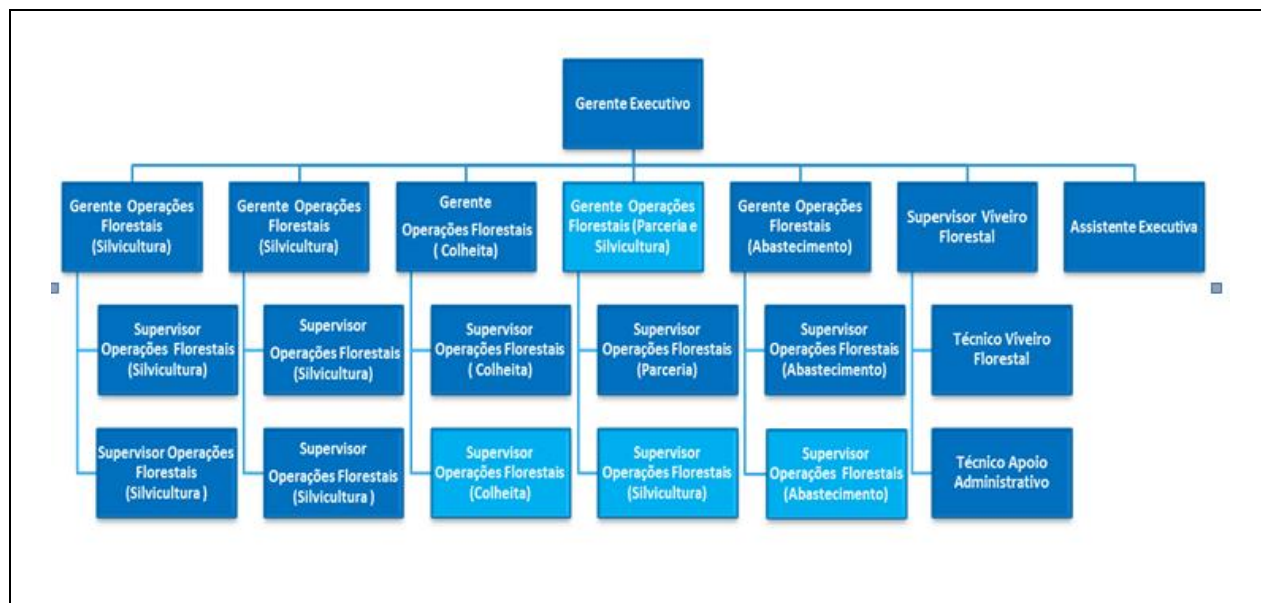 Gerente Executivo
Gerente Operações
Florestais
(Silvicultura)
Gerente Operações
Florestais
(Silvicultura)
Gerente
Operações Florestais
( Colheita)
Gerente Operações
Florestais (Parceria e
Silvicultura)
Gerente Operações
Florestais
(Abastecimento)
Supervisor Viveiro
Florestal
Assistente Executiva
Supervisor
Operações Florestais
(Silvicultura)
Supervisor
Operações Florestais
(Silvicultura)
Supervisor
Operações Florestais
( Colheita)
Supervisor
Operações Florestais
(Parceria)
Supervisor
Operações Florestais
(Abastecimento)
Técnico Viveiro
Florestal
Supervisor Operações
Florestais
(Silvicultura )
Supervisor
Operações Florestais
(Silvicultura )
Supervisor
Operações Florestais
(Colheita)
Supervisor
Operações Florestais
(Silvicultura)
Supervisor
Operações Florestais
(Abastecimento)
Técnico Apoio
Administrativo